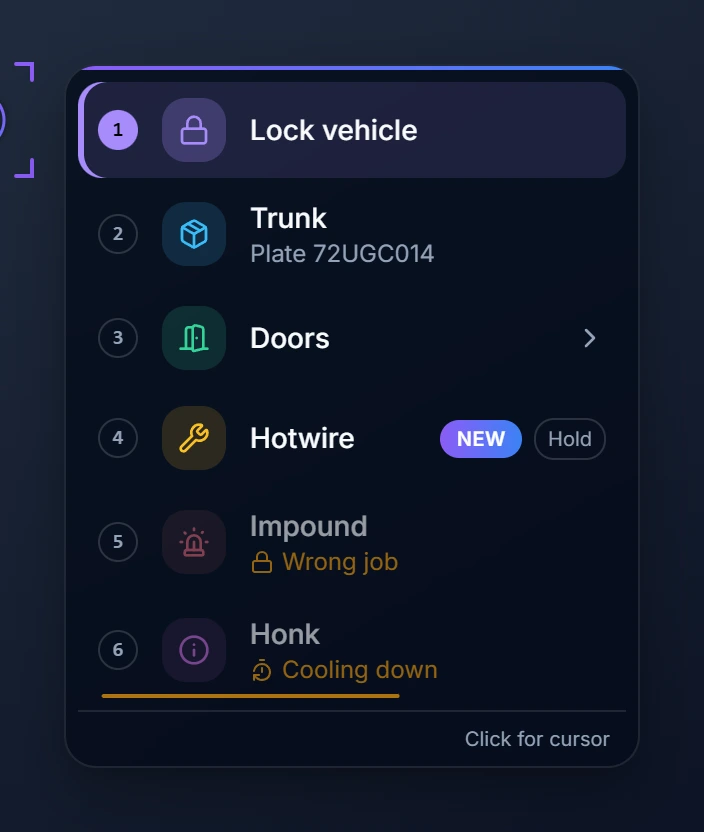 1 Lock vehicle
2 Trunk
Plate 72UGC014
3 Doors
4 Hotwire NEW Hold
5 Impound
Wrong job
6 Honk
Cooling down
Click for cursor